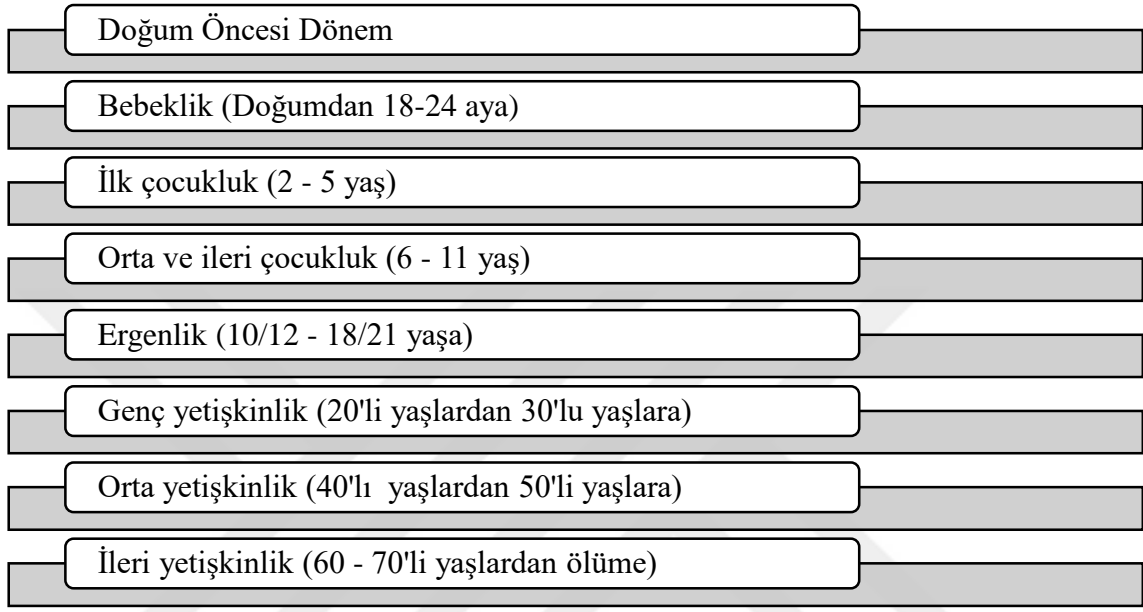 Doğum Öncesi Dönem
Bebeklik (Doğumdan 18-24 aya)
İlk çocukluk (2 - 5 yaş)
Orta ve ileri çocukluk (6 - 11 yaş)
Ergenlik (10/12 - 18/21 yaşa)
Genç yetişkinlik (20'li yaşlardan 30'lu yaşlara)
Orta yetişkinlik (40'lı  yaşlardan 50'li yaşlara)
İleri yetişkinlik (60 - 70'li yaşlardan ölüme)